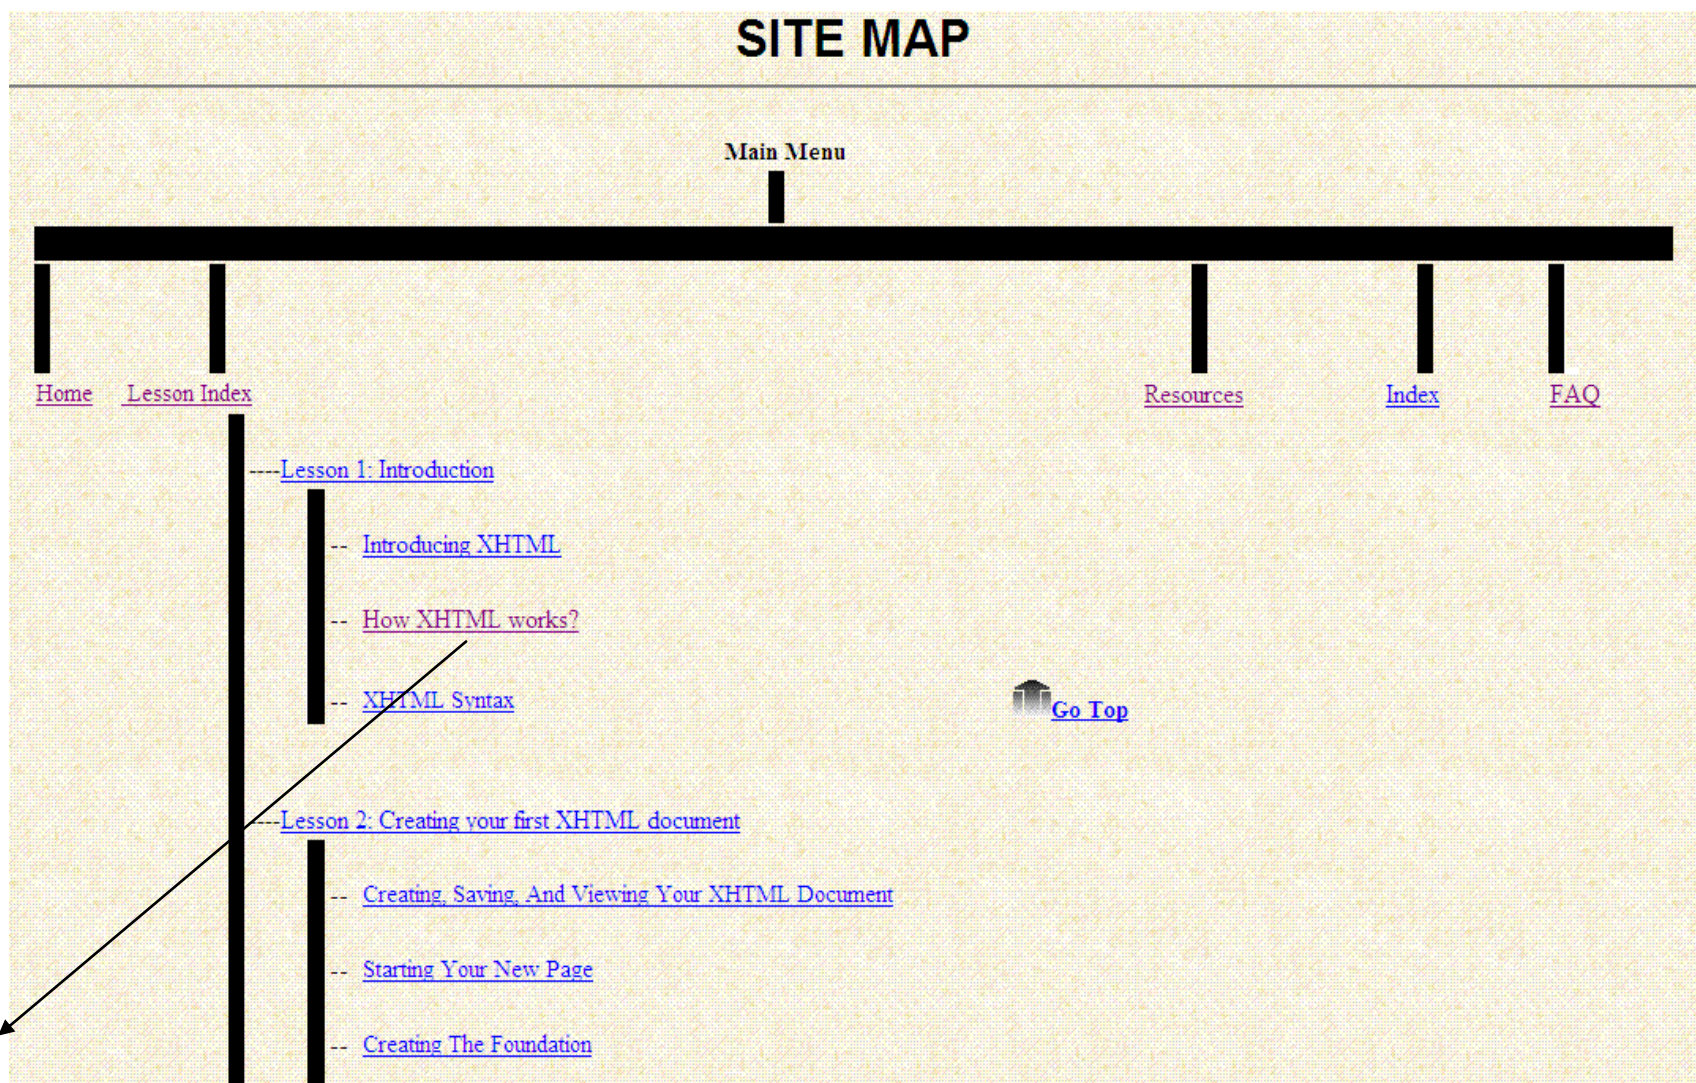 SITE MAP
Main Menu
Home Lesson Index Resources Index FAQ
----Lesson 1: Introduction
-- Introducing XHTML
-- How XHTML works?
-- XHTML Syntax
Go Top
----Lesson 2: Creating your first XHTML document
-- Creating, Saving, And Viewing Your XHTML Document
-- Starting Your New Page
-- Creating The Foundation